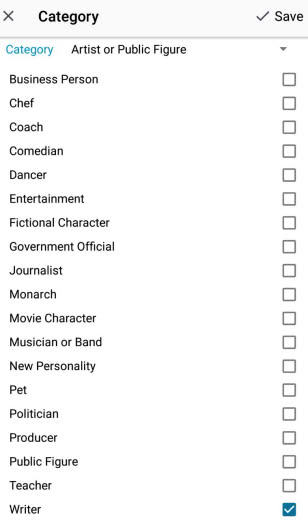 Category
Save
Category Artist or Public Figure
Business Person
Chef
Coach
Comedian
Dancer
Entertainment
Fictional Character
Government Official
Journalist
Monarch
Movie Character
Musician or Band
New Personality
Pet
Politician
Producer
Public Figure
Teacher
Writer